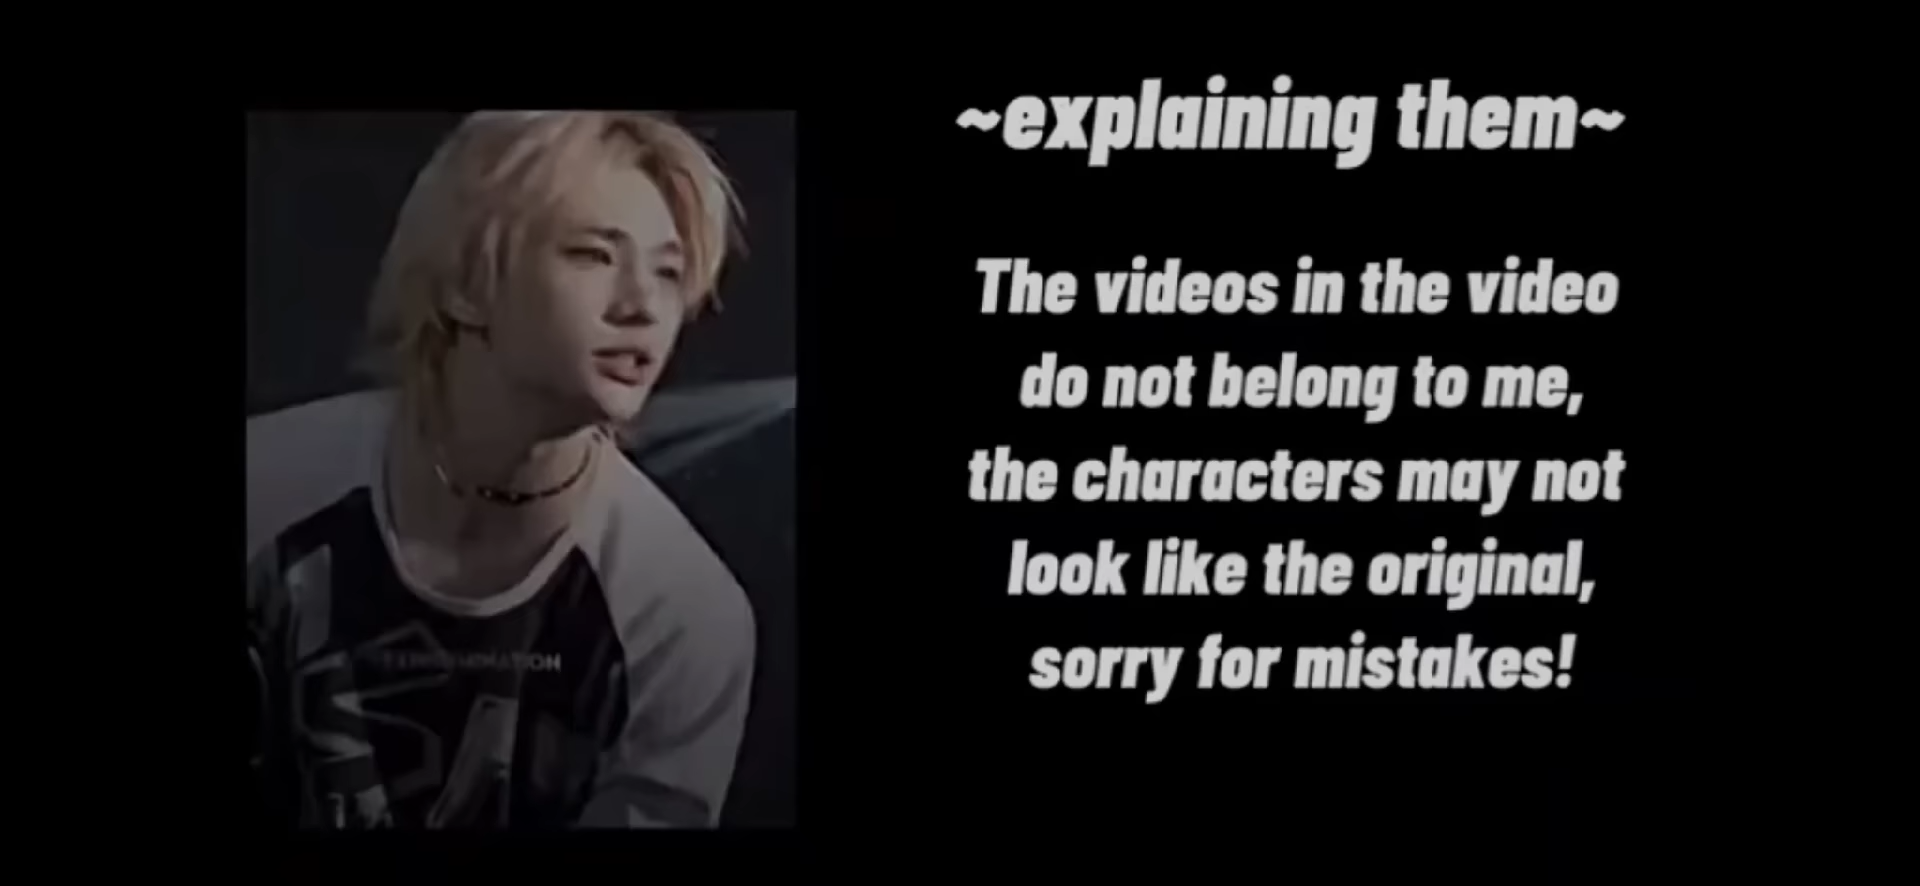 ~explaining them~
The videos in the video
do not belong to me,
the characters may not
look like the original,
sorry for mistakes!